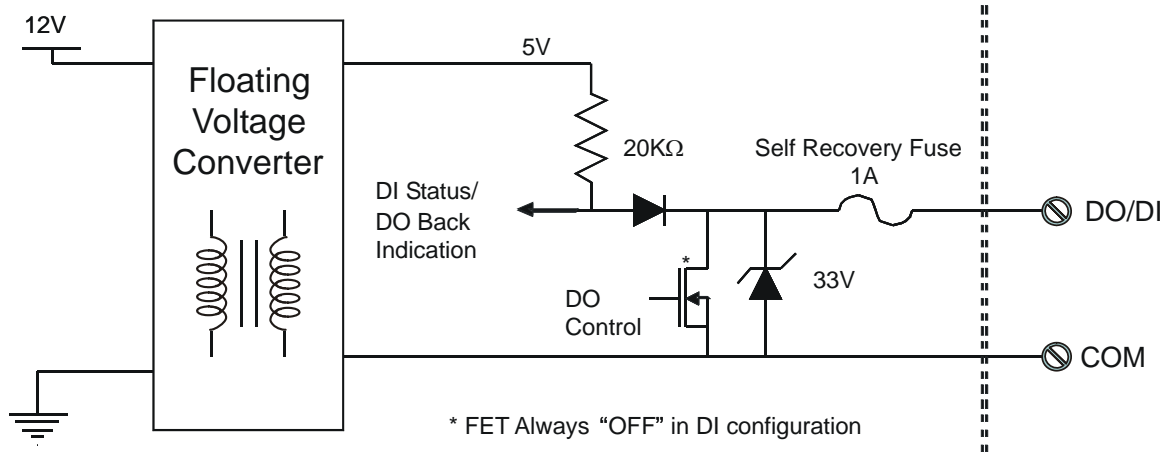 12V
Floating
Voltage
Converter
5V
20KΩ
Self Recovery Fuse
1A
DI Status/
DO Back
Indication
DO/DI
*
33V
DO
Control
COM
* FET Always “OFF” in DI configuration